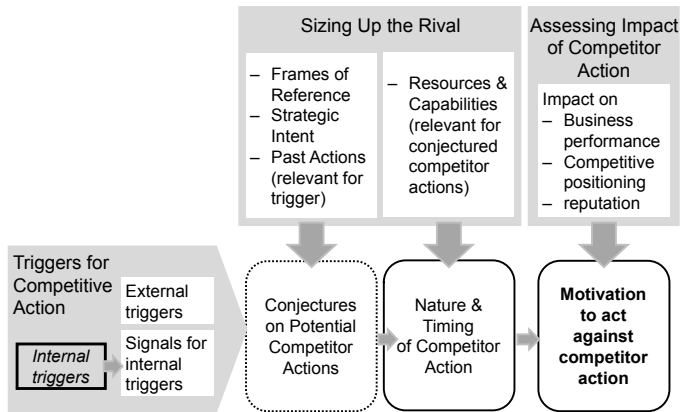 Sizing Up the Rival
– Frames of
Reference
– Strategic
Intent
– Past Actions
(relevant for
trigger)
– Resources &
Capabilities
(relevant for
conjectured
competitor
actions)
Assessing Impact
of Competitor
Action
Impact on
– Business
performance
– Competitive
positioning
– reputation
Triggers for
Competitive
Action
External
triggers
Internal
triggers
Signals for
internal
triggers
Conjectures
on Potential
Competitor
Actions
Nature &
Timing
of Competitor
Action
Motivation
to act
against
competitor
action